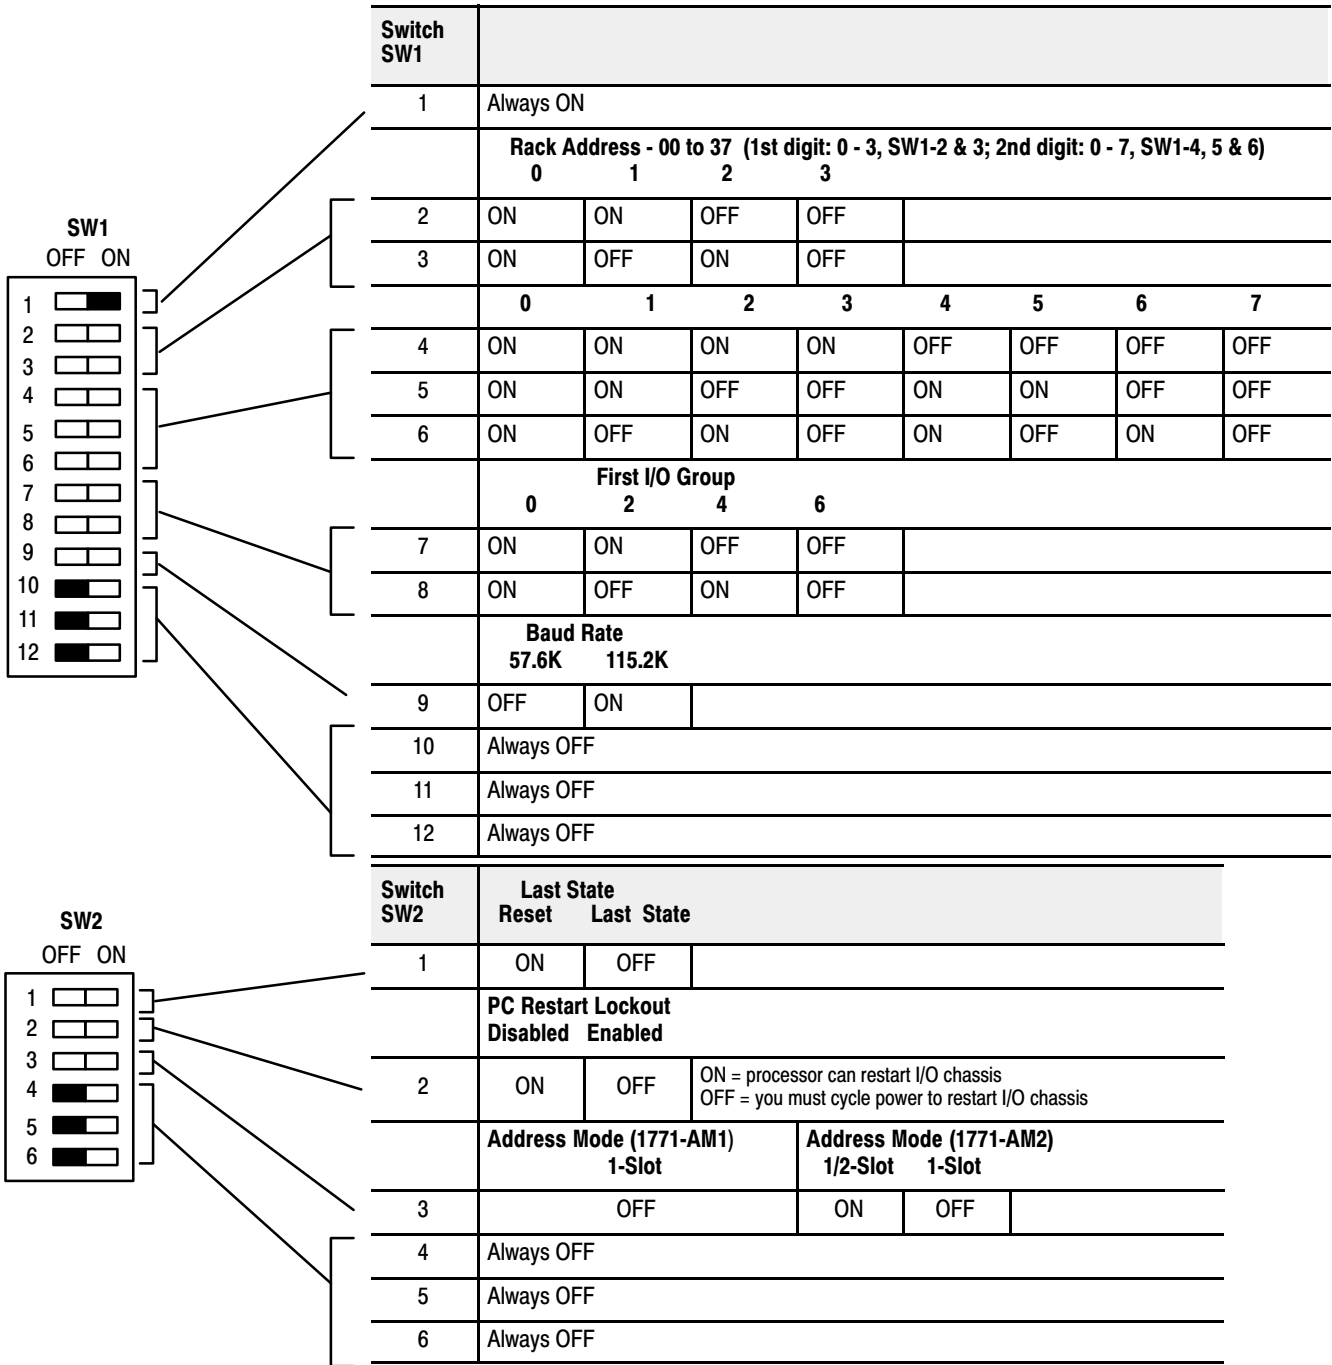 Switch
SW1
1 Always ON
Rack Address - 00 to 37 (1st digit: 0 - 3, SW1-2 & 3; 2nd digit: 0 - 7, SW1-4, 5 & 6)
0 1 2 3
2 ON ON OFF OFF
3 ON OFF ON OFF
0 1 2 3 4 5 6 7
4 ON ON ON ON OFF OFF OFF OFF
5 ON ON OFF OFF ON ON OFF OFF
6 ON OFF ON OFF ON OFF ON OFF
First I/O Group
0 2 4 6
7 ON ON OFF OFF
8 ON OFF ON OFF
Baud Rate
57.6K 115.2K
9 OFF ON
10 Always OFF
11 Always OFF
12 Always OFF
SW1
OFF ON
1
2
3
4
5
6
7
8
9
10
11
12
Switch Last State
SW2 Reset Last State
1 ON OFF
PC Restart Lockout
Disabled Enabled
2 ON OFF ON = processor can restart I/O chassis
OFF = you must cycle power to restart I/O chassis
Address Mode (1771-AM1) Address Mode (1771-AM2)
1-Slot 1/2-Slot 1-Slot
3 OFF ON OFF
4 Always OFF
5 Always OFF
6 Always OFF
SW2
OFF ON
1
2
3
4
5
6